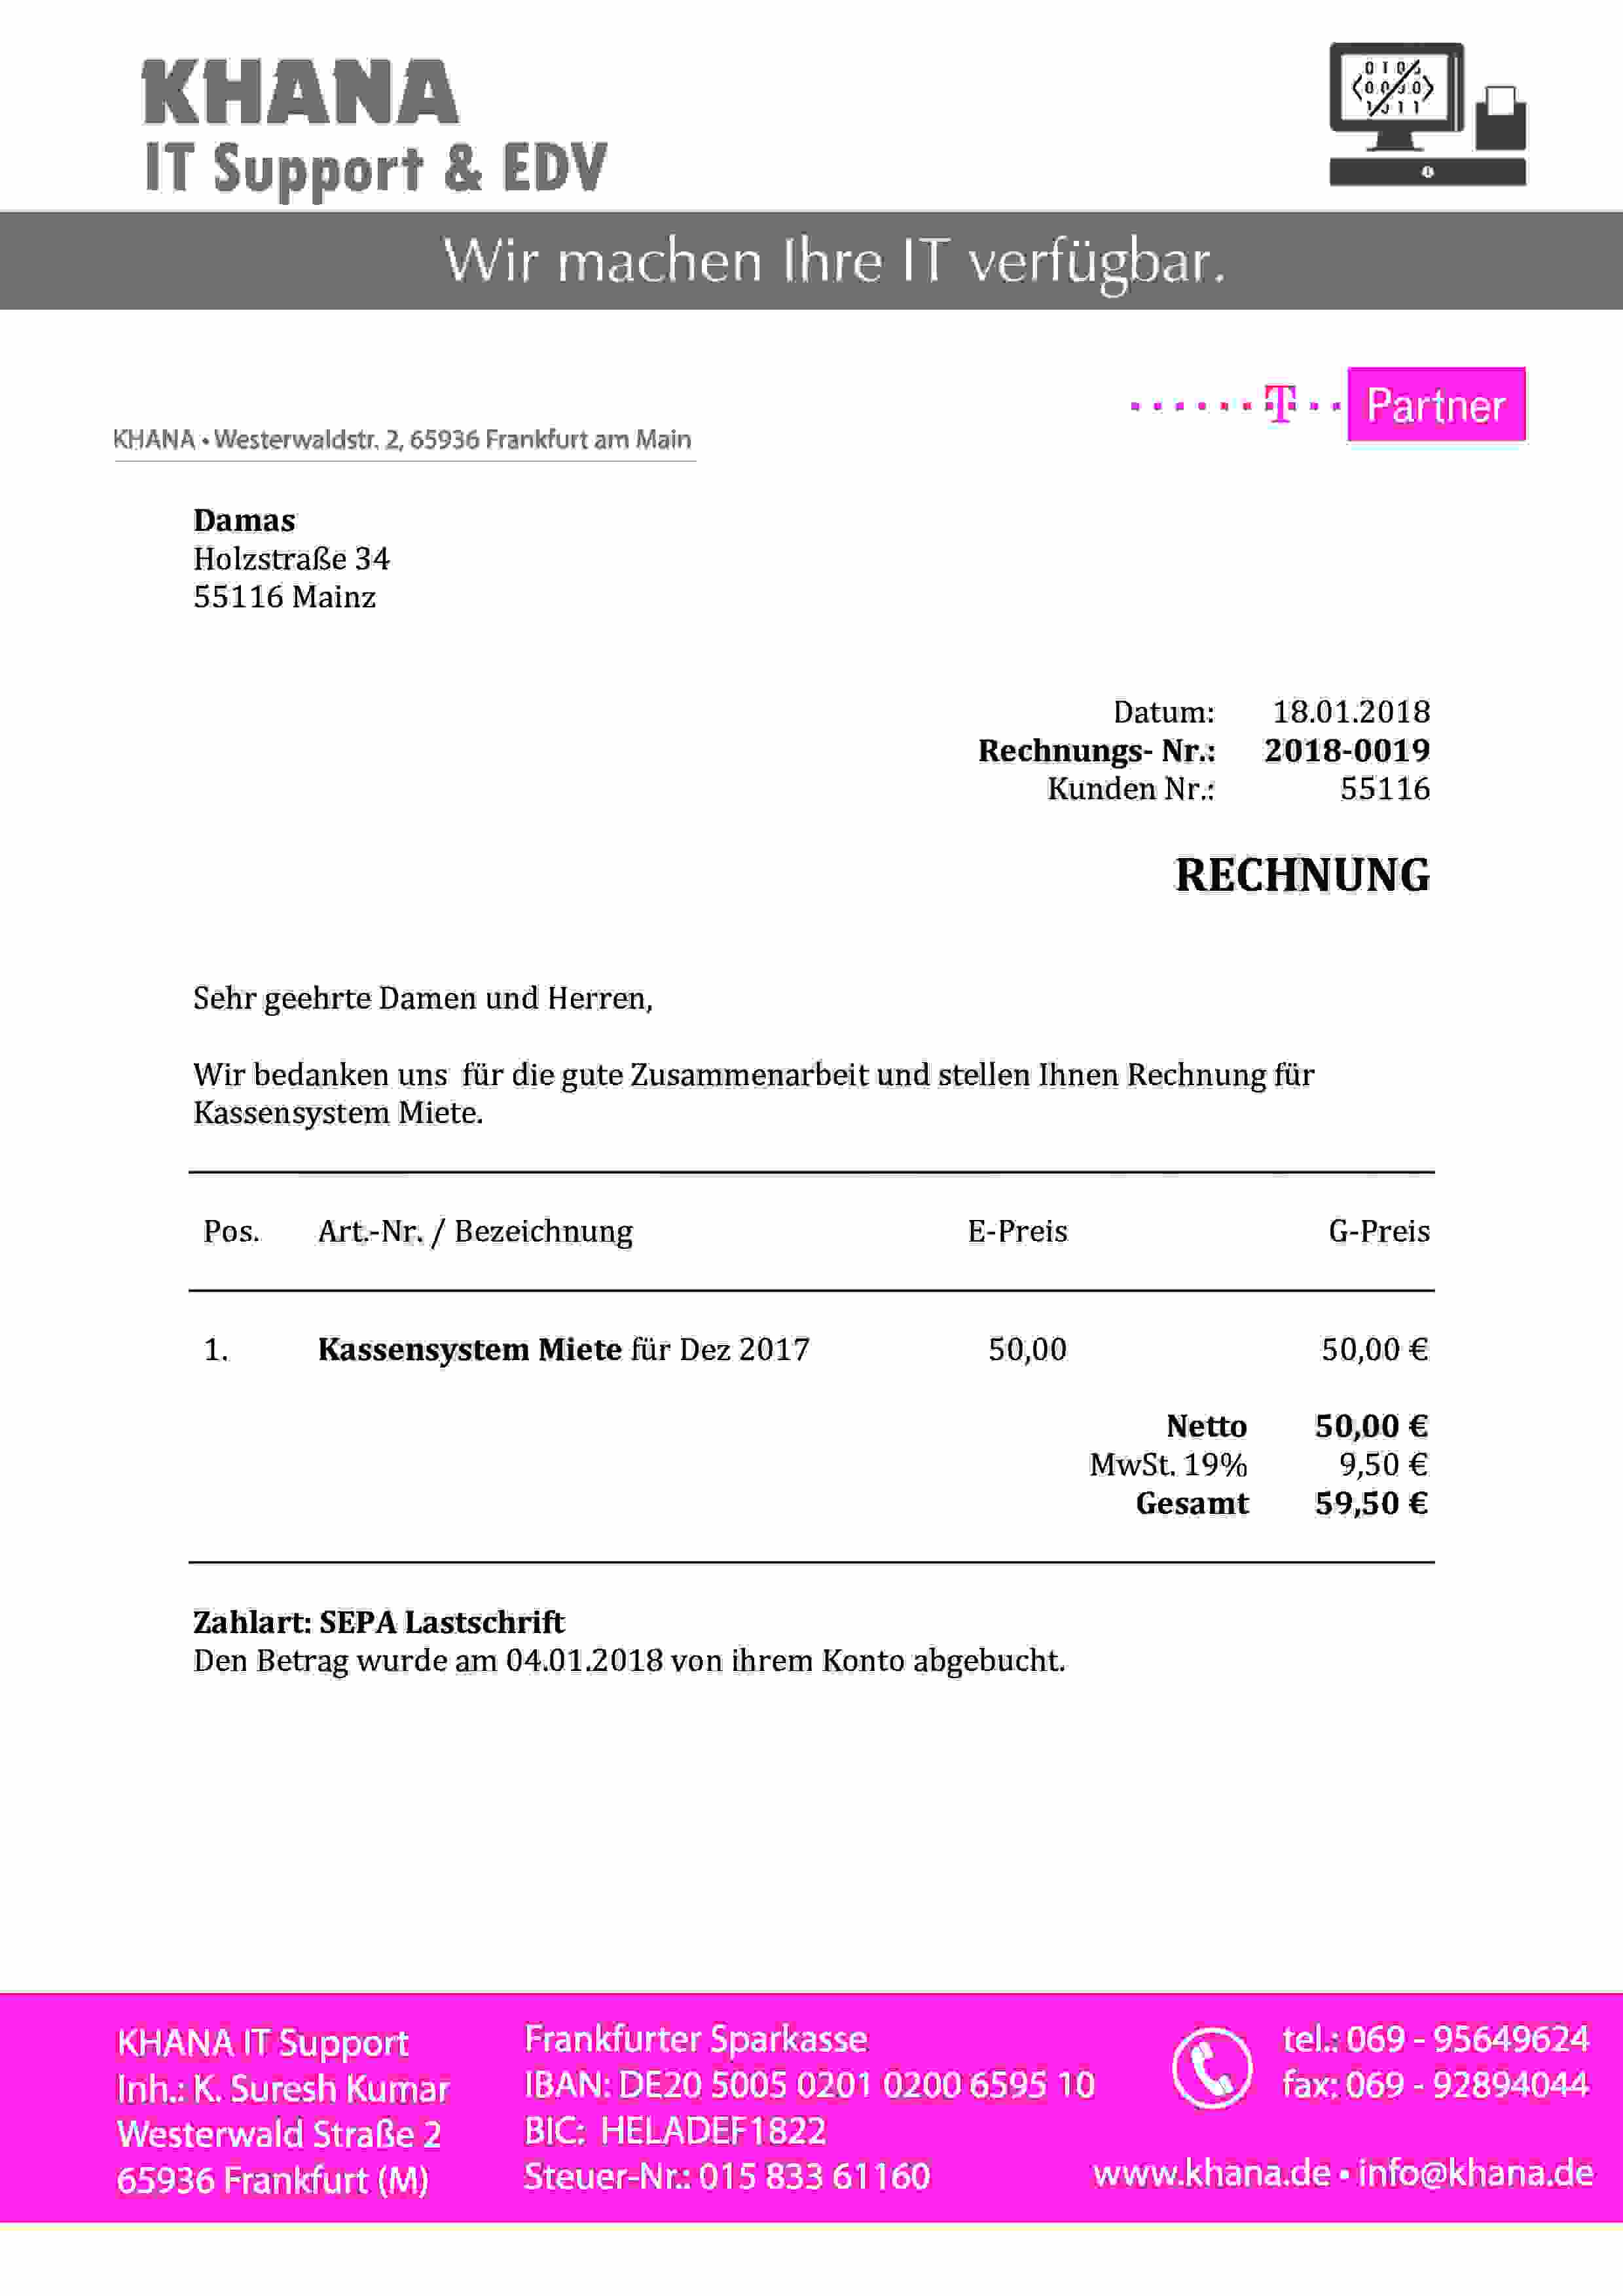 KHANA
IT Support & EDV
Wir machen Ihre IT verfügbar.
T Partner
KHANA • Westerwaldstr. 2, 65936 Frankfurt am Main
Damas
Holzstraße 34
55116 Mainz
Datum: 18.01.2018
Rechnungs- Nr.: 2018-0019
Kunden Nr.: 55116
RECHNUNG
Sehr geehrte Damen und Herren,
Wir bedanken uns für die gute Zusammenarbeit und stellen Ihnen Rechnung für
Kassensystem Miete.
Pos. Art.-Nr. / Bezeichnung E-Preis G-Preis
1. Kassensystem Miete für Dez 2017 50,00 50,00 €
Netto 50,00 €
MwSt. 19% 9,50 €
Gesamt 59,50 €
Zahlart: SEPA Lastschrift
Den Betrag wurde am 04.01.2018 von ihrem Konto abgebucht.
KHANA IT Support
Inh.: K. Suresh Kumar
Westerwald Straße 2
65936 Frankfurt (M)
Frankfurter Sparkasse
IBAN: DE20 5005 0201 0200 6595 10
BIC: HELADEF1822
Steuer-Nr.: 015 833 61160
tel.: 069 - 95649624
fax: 069 - 92894044
www.khana.de • info@khana.de